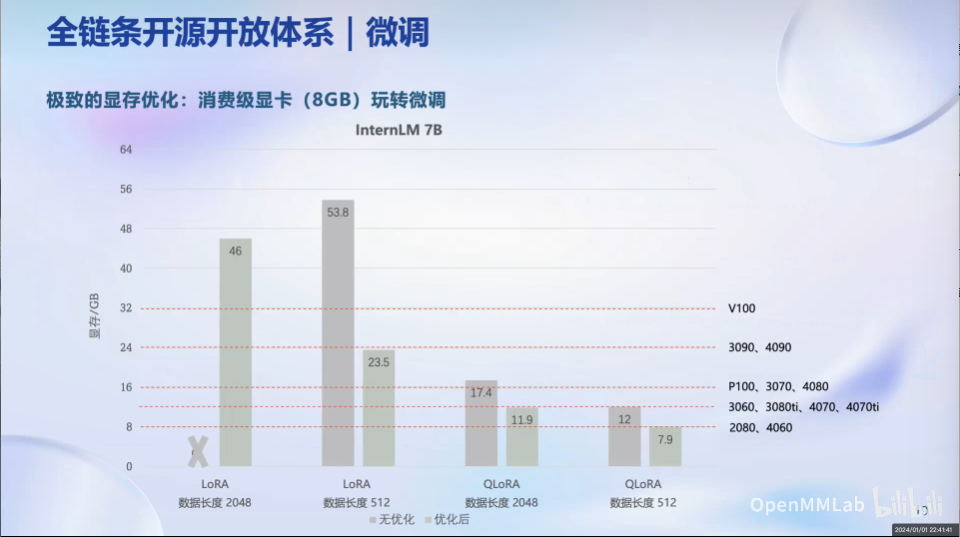 全链条开源开放体系｜微调
极致的显存优化：消费级显卡（8GB）玩转微调
InternLM 7B
64
56
48
40
32
24
16
8
0
显存/GB
46
53.8
23.5
17.4
11.9
12
7.9
V100
3090、4090
P100、3070、4080
3060、3080ti、4070、4070ti
2080、4060
LoRA
数据长度 2048
LoRA
数据长度 512
QLoRA
数据长度 2048
QLoRA
数据长度 512
无优化 优化后
OpenMMLab bilibili
2024/01/01 22:41:41